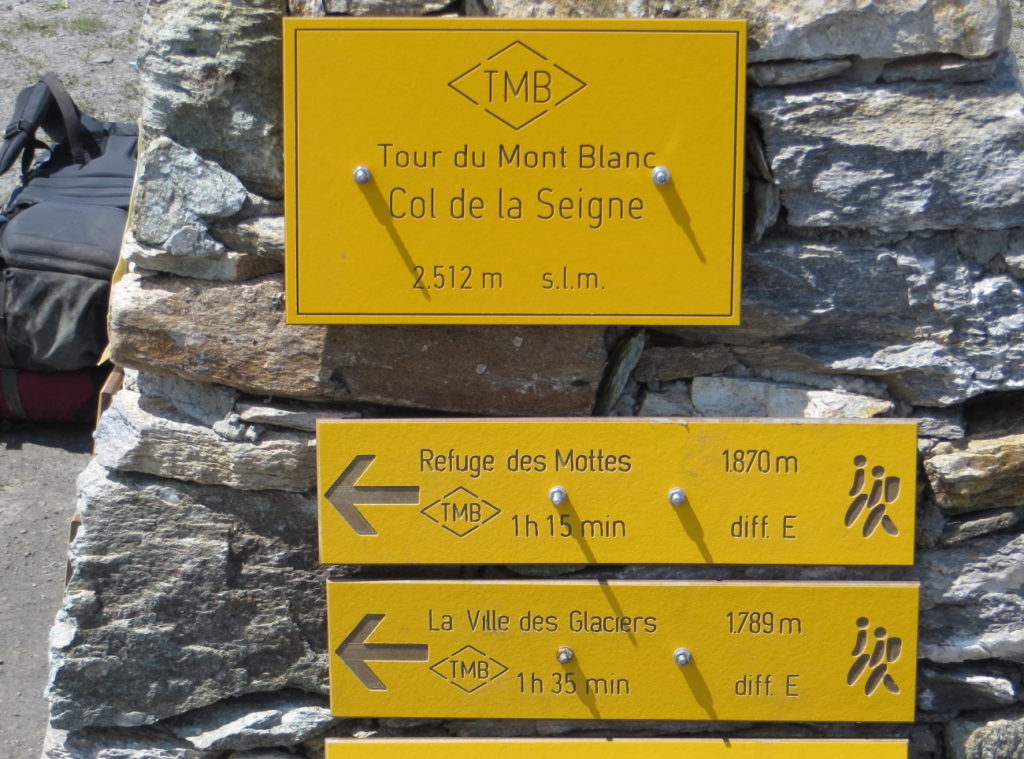 TMB
Tour du Mont Blanc
Col de la Seigne
2.512 m s.l.m.
Refuge des Mottes 1.870 m
TMB 1 h 15 min diff. E
La Ville des Glaciers 1.789 m
TMB 1 h 35 min diff. E